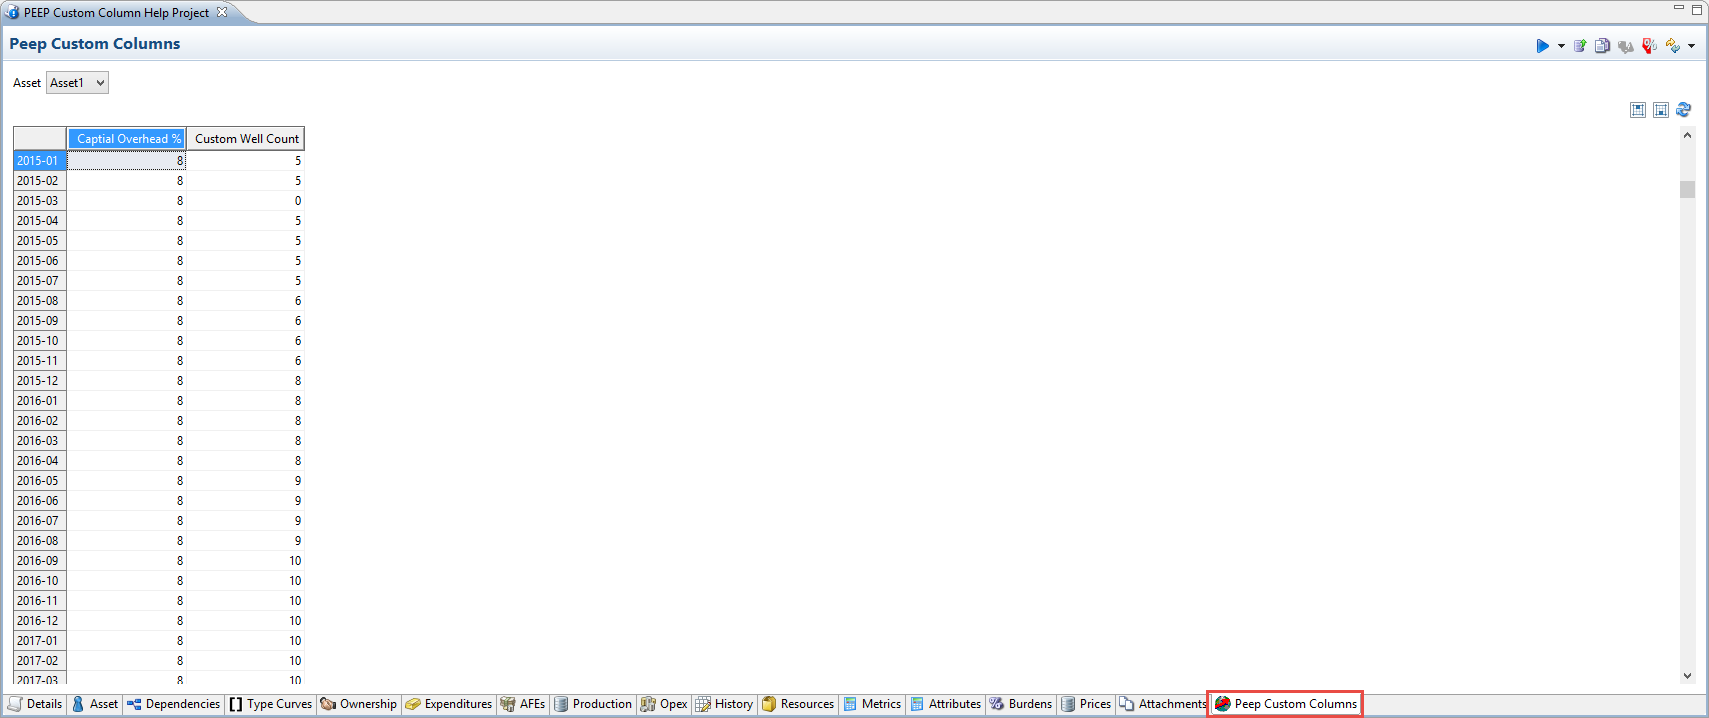 PEEP Custom Column Help Project
Peep Custom Columns
Asset Asset1
Captial Overhead % Custom Well Count
2015-01 8 5
2015-02 8 5
2015-03 8 0
2015-04 8 5
2015-05 8 5
2015-06 8 5
2015-07 8 5
2015-08 8 6
2015-09 8 6
2015-10 8 6
2015-11 8 6
2015-12 8 8
2016-01 8 8
2016-02 8 8
2016-03 8 8
2016-04 8 8
2016-05 8 9
2016-06 8 9
2016-07 8 9
2016-08 8 9
2016-09 8 10
2016-10 8 10
2016-11 8 10
2016-12 8 10
2017-01 8 10
2017-02 8 10
2017-03 8 10
Details Asset Dependencies Type Curves Ownership Expenditures AFEs Production Opex History Resources Metrics Attributes Burdens Prices Attachments Peep Custom Columns